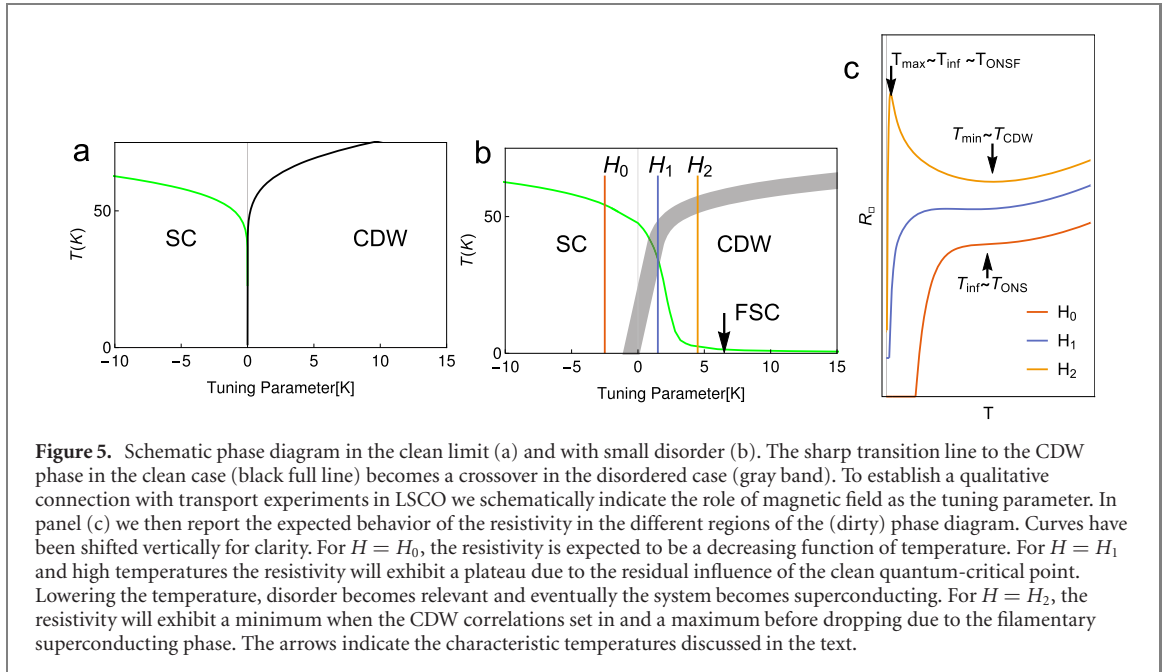 a
50
0
T(K)
SC
CDW
−10 −5 0 5 10 15
Tuning Parameter[K]
b
H0 H1 H2
50
0
T(K)
SC
CDW
FSC
−10 −5 0 5 10 15
Tuning Parameter[K]
c
Tmax~Tinf ~TONSF
Tmin~TCDW
R□
Tinf~TONS
H0
H1
H2
T
Figure 5. Schematic phase diagram in the clean limit (a) and with small disorder (b). The sharp transition line to the CDW
phase in the clean case (black full line) becomes a crossover in the disordered case (gray band). To establish a qualitative
connection with transport experiments in LSCO we schematically indicate the role of magnetic field as the tuning parameter. In
panel (c) we then report the expected behavior of the resistivity in the different regions of the (dirty) phase diagram. Curves have
been shifted vertically for clarity. For H = H0, the resistivity is expected to be a decreasing function of temperature. For H = H1
and high temperatures the resistivity will exhibit a plateau due to the residual influence of the clean quantum-critical point.
Lowering the temperature, disorder becomes relevant and eventually the system becomes superconducting. For H = H2, the
resistivity will exhibit a minimum when the CDW correlations set in and a maximum before dropping due to the filamentary
superconducting phase. The arrows indicate the characteristic temperatures discussed in the text.